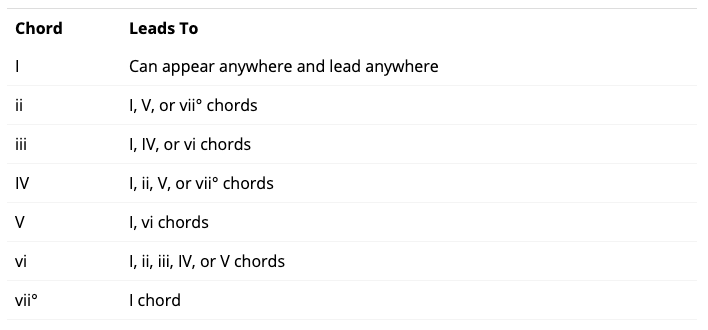 Chord Leads To
I Can appear anywhere and lead anywhere
ii I, V, or vii° chords
iii I, IV, or vi chords
IV I, ii, V, or vii° chords
V I, vi chords
vi I, ii, iii, IV, or V chords
vii° I chord